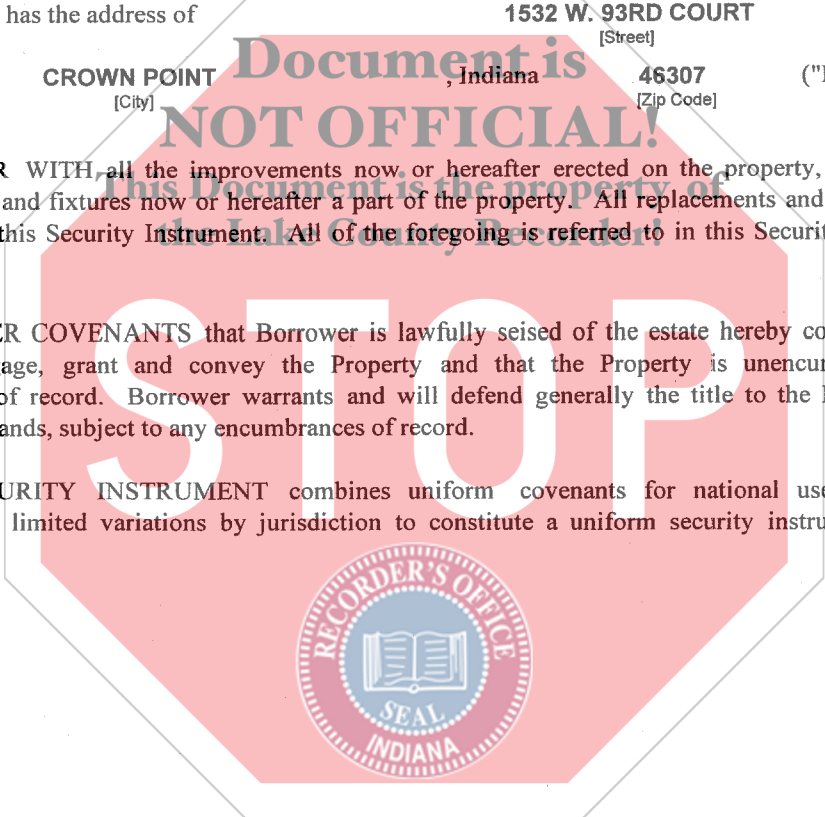 has the address of 1532 W. 93RD COURT
[Street]
Document is
CROWN POINT , Indiana 46307 ("
[City] [Zip Code]
NOT OFFICIAL!
R WITH all the improvements now or hereafter erected on the property,
This Document is the property of
and fixtures now or hereafter a part of the property. All replacements and
the Lake County Recorder!
this Security Instrument. All of the foregoing is referred to in this Securit
STOP
ER COVENANTS that Borrower is lawfully seised of the estate hereby co
age, grant and convey the Property and that the Property is unencu
of record. Borrower warrants and will defend generally the title to the
ands, subject to any encumbrances of record.
URITY INSTRUMENT combines uniform covenants for national use
limited variations by jurisdiction to constitute a uniform security instru
RECORDER'S OFFICE
SEAL
INDIANA